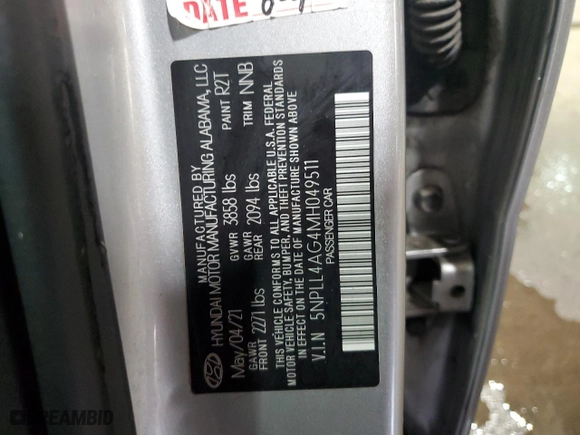 DATE
MANUFACTURED BY
HYUNDAI MOTOR MANUFACTURING ALABAMA, LLC
May/04/21 GVWR 3858 lbs PAINT R2T
GAWR FRONT 2271 lbs GAWR REAR 2094 lbs TRIM NNB
THIS VEHICLE CONFORMS TO ALL APPLICABLE U.S.A. FEDERAL
MOTOR VEHICLE SAFETY, BUMPER, AND THEFT PREVENTION STANDARDS
IN EFFECT ON THE DATE OF MANUFACTURE SHOWN ABOVE
V.I.N 5NPLL4AG4MH049511
PASSENGER CAR
DREAMBID